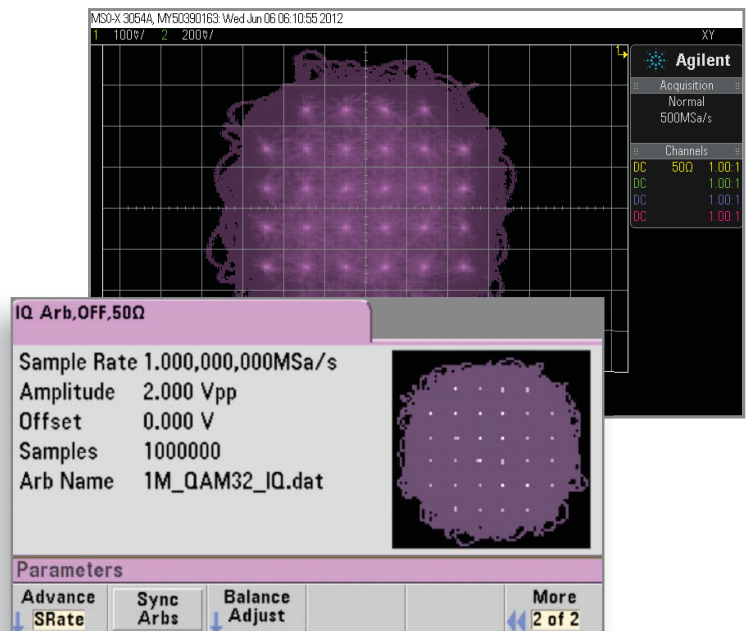 MSO-X 3054A, MY50390163: Wed Jun 06 06:10:55 2012
1 100♥/ 2 200♥/ XY
Agilent
Acquisition
Normal
500MSa/s
Channels
DC 50Ω 1.00:1
DC 1.00:1
DC 1.00:1
DC 1.00:1
IQ Arb,OFF,50Ω
Sample Rate 1.000,000,000MSa/s
Amplitude 2.000 Vpp
Offset 0.000 V
Samples 1000000
Arb Name 1M_QAM32_IQ.dat
Parameters
Advance
SRate
Sync
Arbs
Balance
Adjust
More
2 of 2